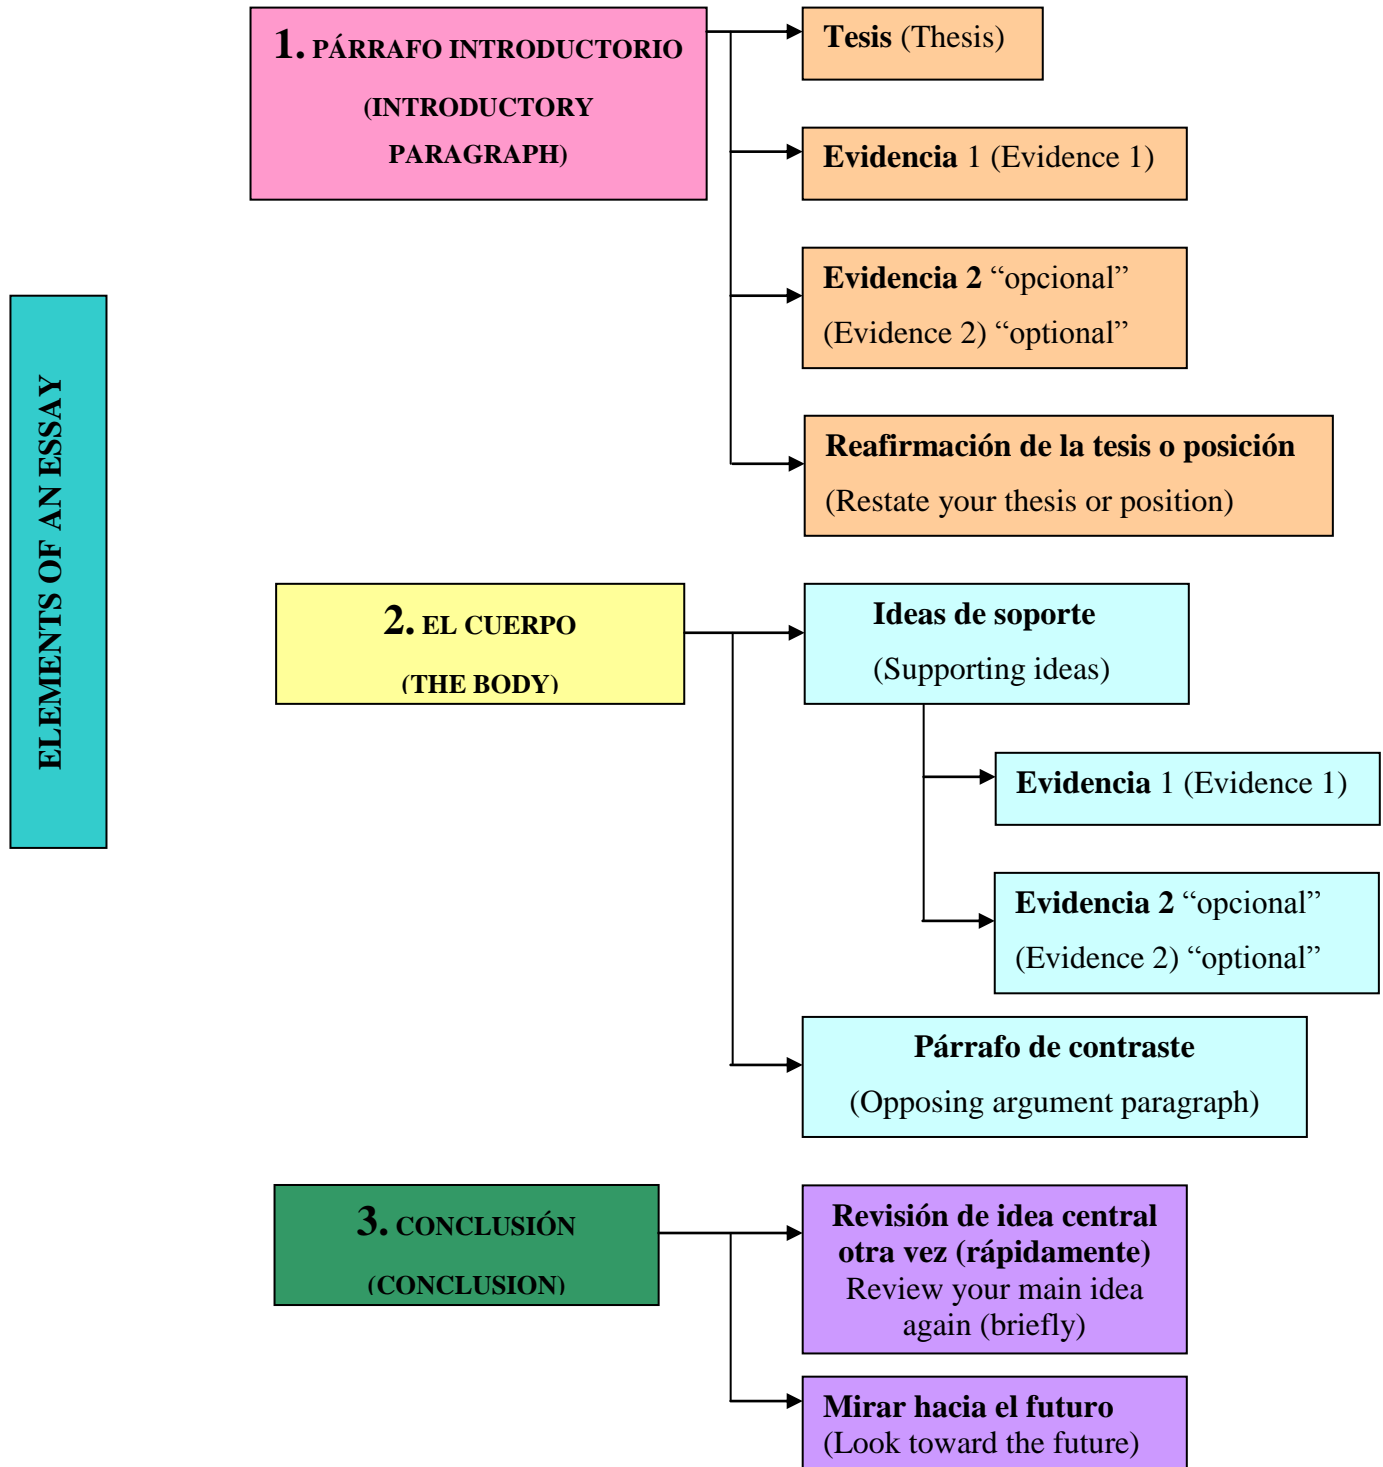 ELEMENTS OF AN ESSAY
1. PÁRRAFO INTRODUCTORIO
(INTRODUCTORY
PARAGRAPH)
Tesis (Thesis)
Evidencia 1 (Evidence 1)
Evidencia 2 “opcional”
(Evidence 2) “optional”
Reafirmación de la tesis o posición
(Restate your thesis or position)
2. EL CUERPO
(THE BODY)
Ideas de soporte
(Supporting ideas)
Evidencia 1 (Evidence 1)
Evidencia 2 “opcional”
(Evidence 2) “optional”
Párrafo de contraste
(Opposing argument paragraph)
3. CONCLUSIÓN
(CONCLUSION)
Revisión de idea central
otra vez (rápidamente)
Review your main idea
again (briefly)
Mirar hacia el futuro
(Look toward the future)